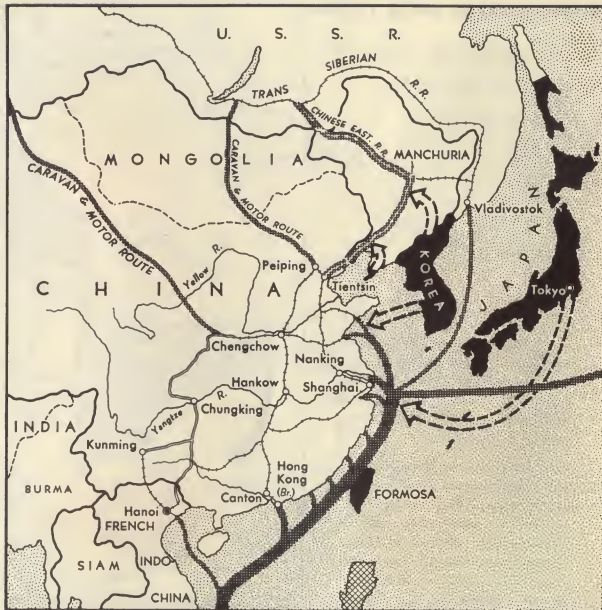 U. S. S. R.
TRANS SIBERIAN R. R.
CHINESE EAST. R.R.
MONGOLIA
MANCHURIA
CARAVAN & MOTOR ROUTE
CARAVAN & MOTOR ROUTE
Vladivostok
Yellow R.
Peiping
KOREA
JAPAN
Tientsin
Tokyo
CHINA
Chengchow
Nanking
Hankow
Shanghai
Yangtze R.
Chungking
INDIA
Kunming
Hong
Kong
(Br.)
BURMA
Canton
FORMOSA
Hanoi
FRENCH
SIAM
INDO
CHINA